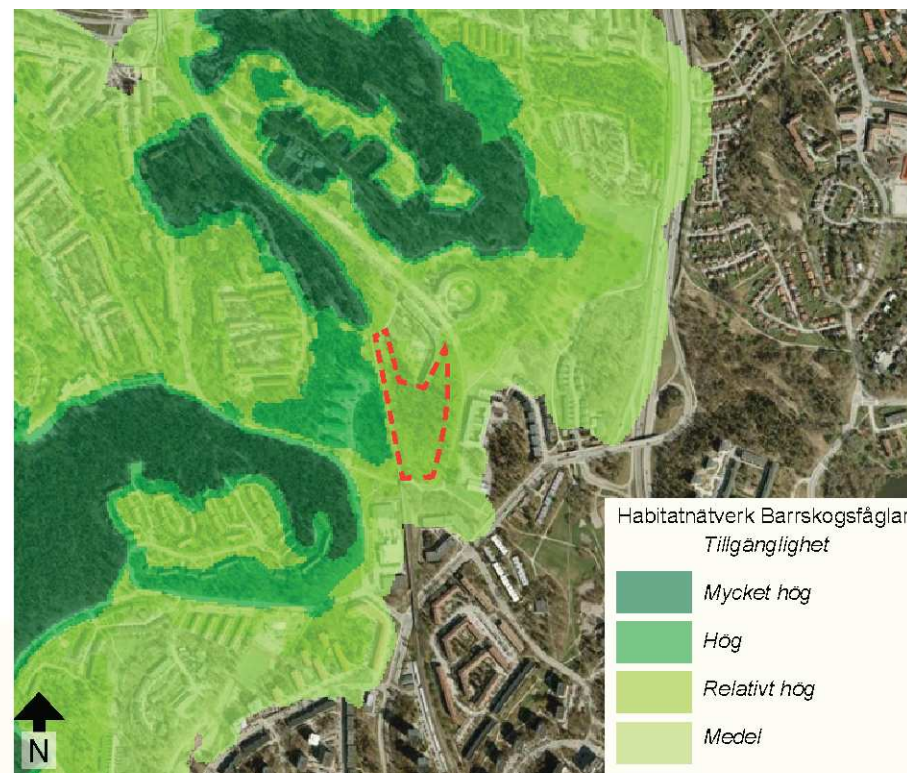 Habitatnätverk Barrskogsfåglar
Tillgänglighet
Mycket hög
Hög
Relativt hög
Medel
N